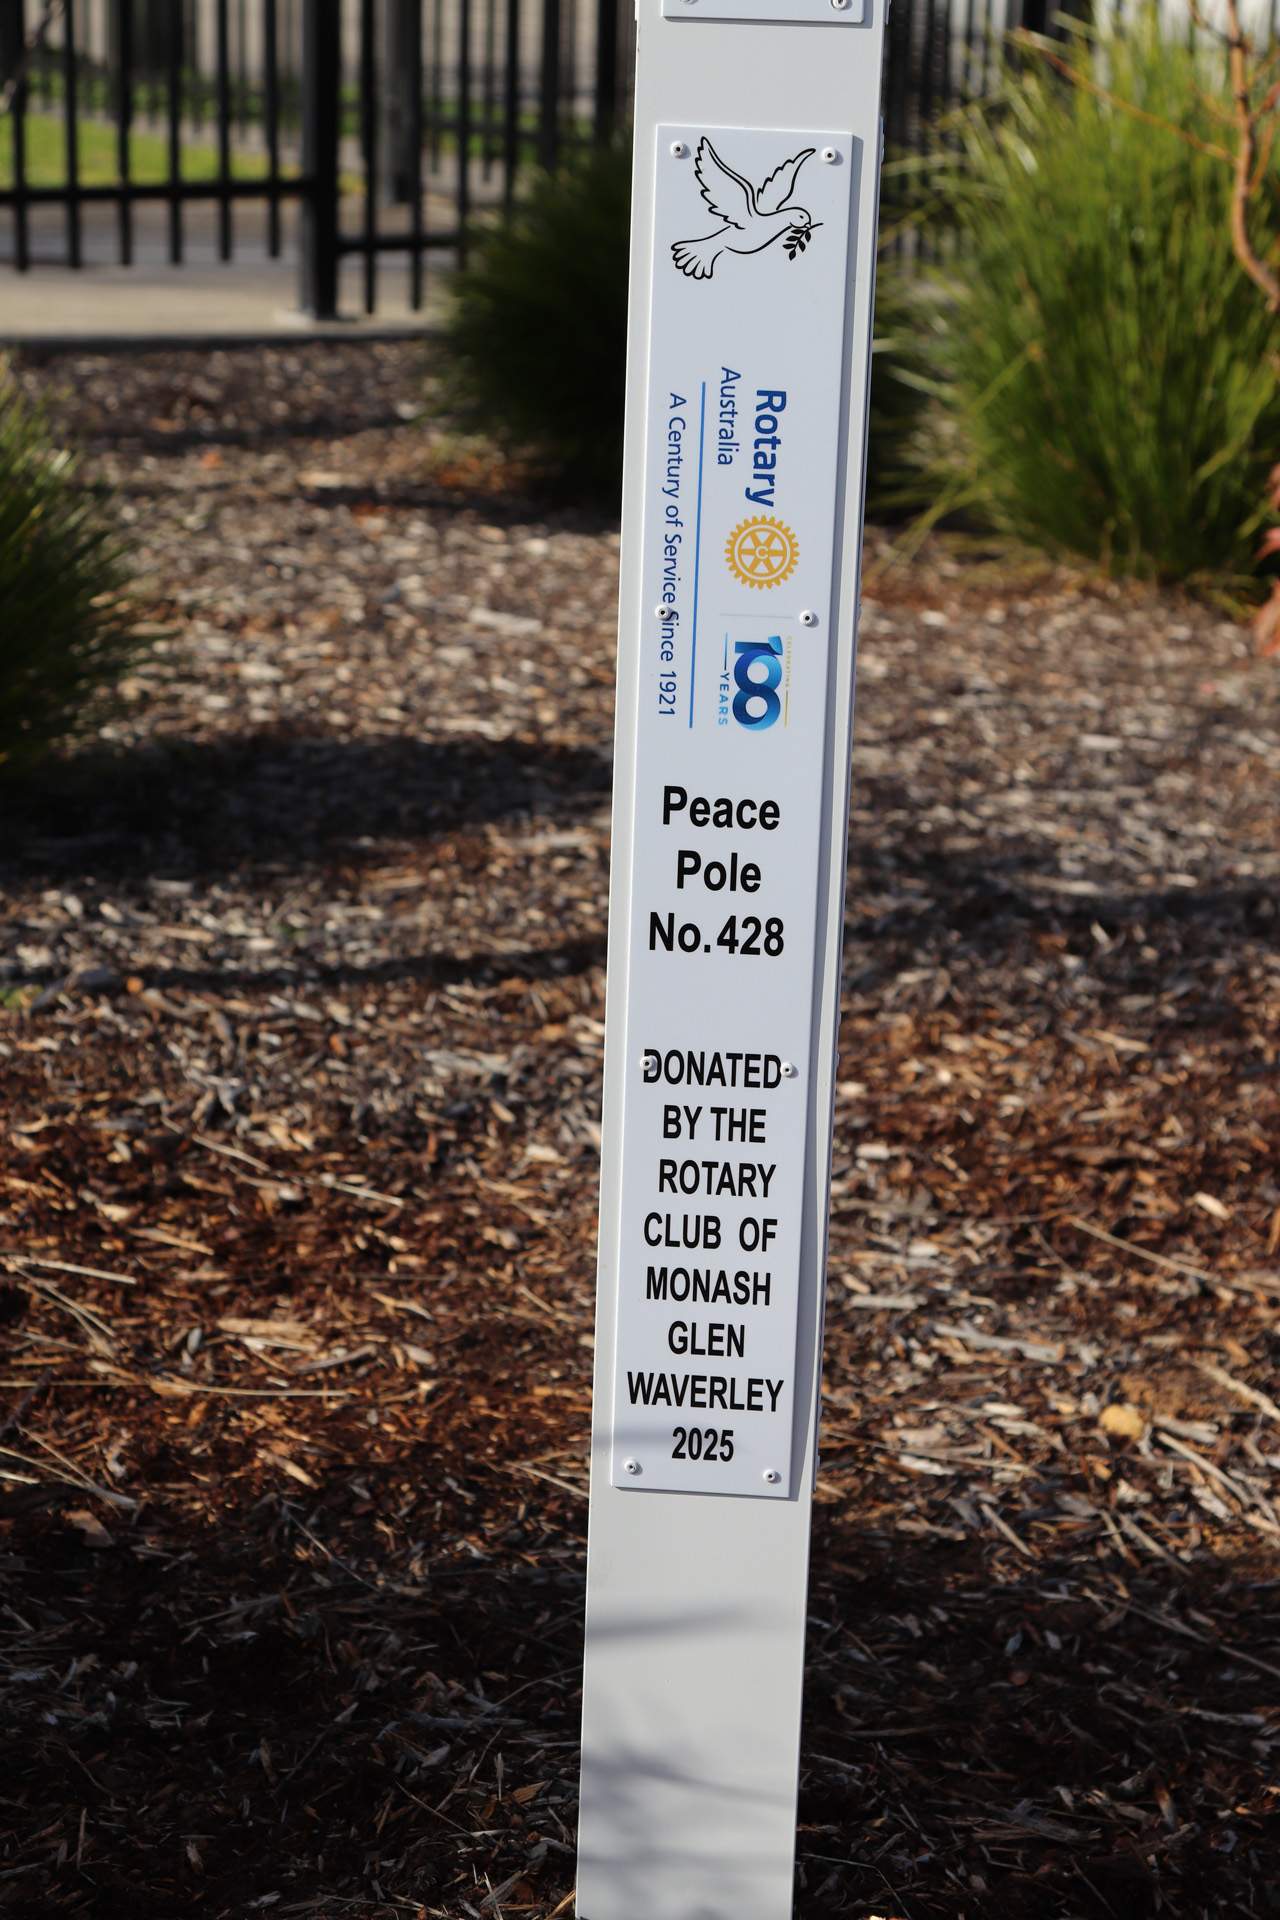 Rotary
Australia
A Century of Service Since 1921
CELEBRATING
100
YEARS
Peace
Pole
No.428
DONATED
BY THE
ROTARY
CLUB OF
MONASH
GLEN
WAVERLEY
2025